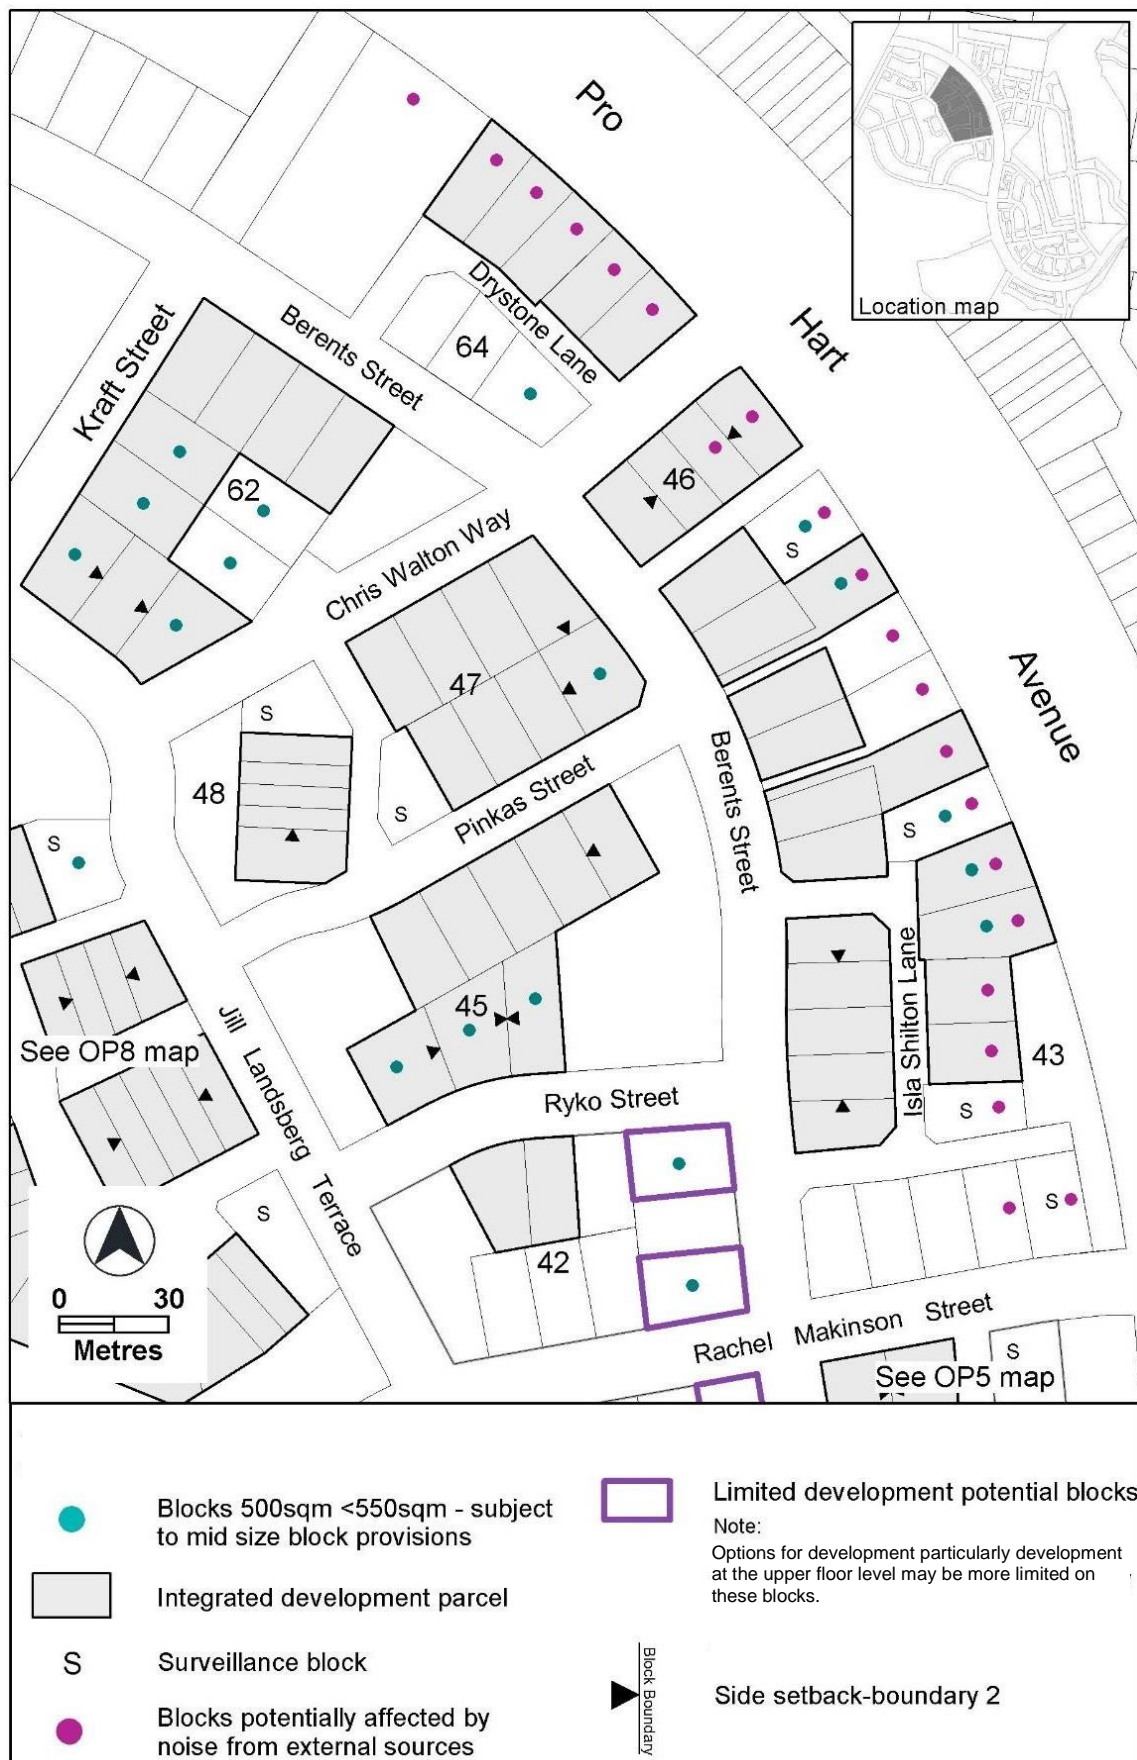 Pro
Hart
Avenue
Location map
Drystone Lane
64
Berents Street
Kraft Street
62
46
S
Chris Walton Way
47
S
48
S
Pinkas Street
Berents Street
S
S
45
Isla Shilton Lane
See OP8 map
Jill Landsberg Terrace
43
Ryko Street
S
S
S
42
0 30
Metres
Rachel Makinson Street
S
See OP5 map
Blocks 500sqm <550sqm - subject
to mid size block provisions
Integrated development parcel
S Surveillance block
Blocks potentially affected by
noise from external sources
Limited development potential blocks
Note:
Options for development particularly development
at the upper floor level may be more limited on
these blocks.
Block Boundary
Side setback-boundary 2